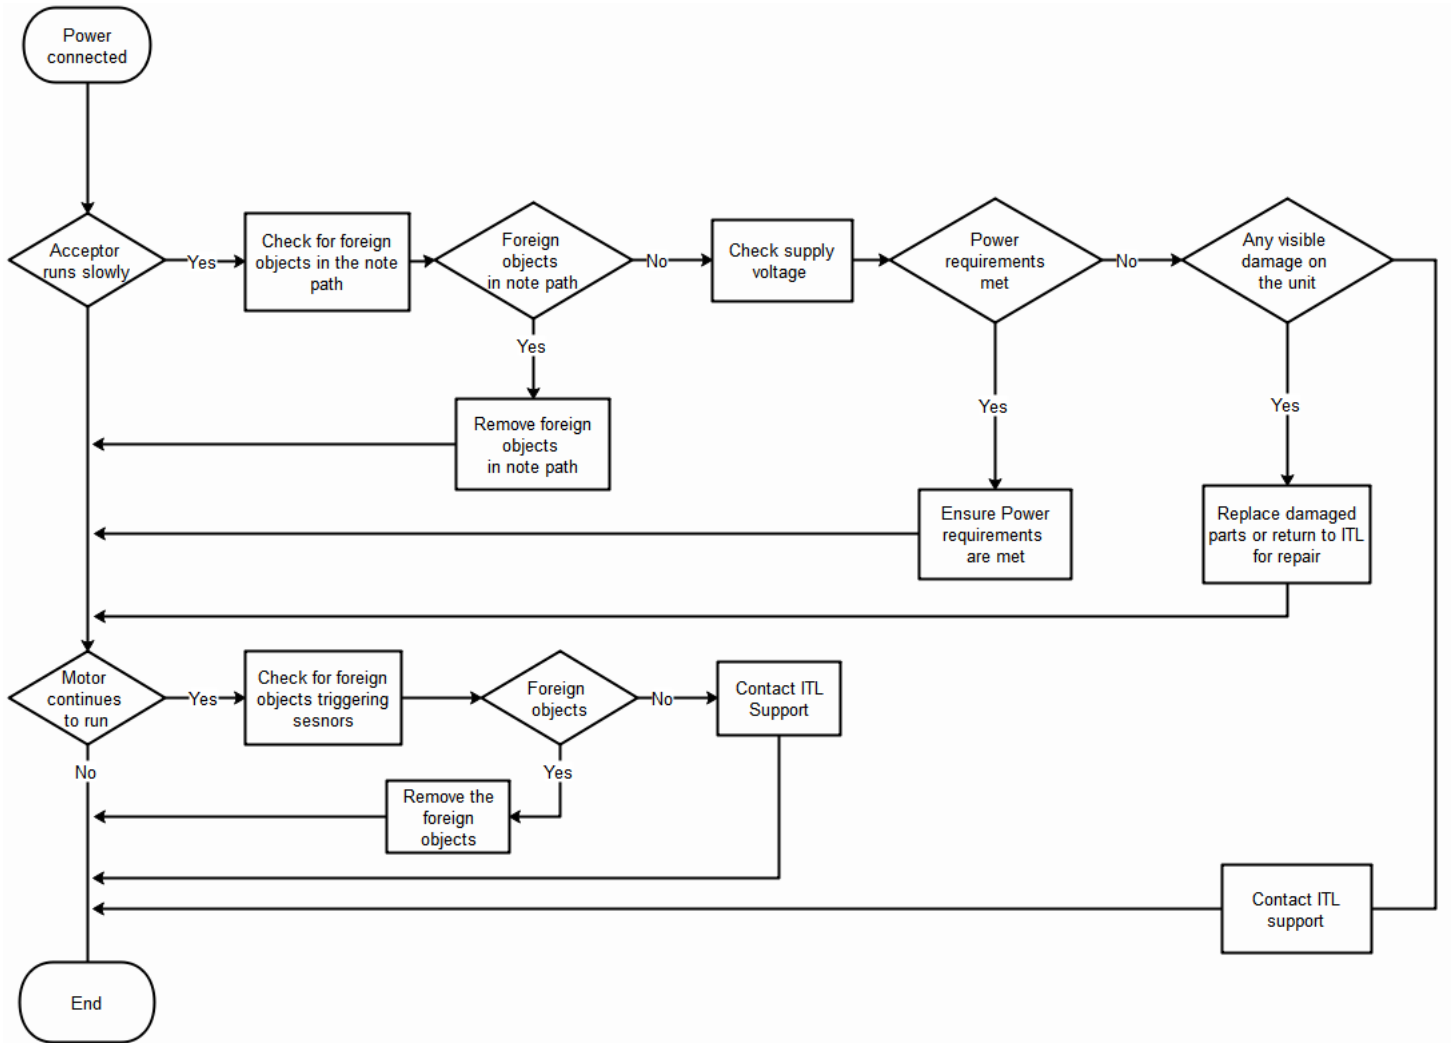 Power
connected
Acceptor
runs slowly
Yes
Check for foreign
objects in the note
path
Foreign
objects
in note path
No
Check supply
voltage
Power
requirements
met
No
Any visible
damage on
the unit
Yes
Remove foreign
objects
in note path
Yes
Ensure Power
requirements
are met
Yes
Replace damaged
parts or return to ITL
for repair
Motor
continues
to run
Yes
Check for foreign
objects triggering
sesnors
Foreign
objects
No
Contact ITL
Support
No
Yes
Remove the
foreign
objects
Contact ITL
support
End